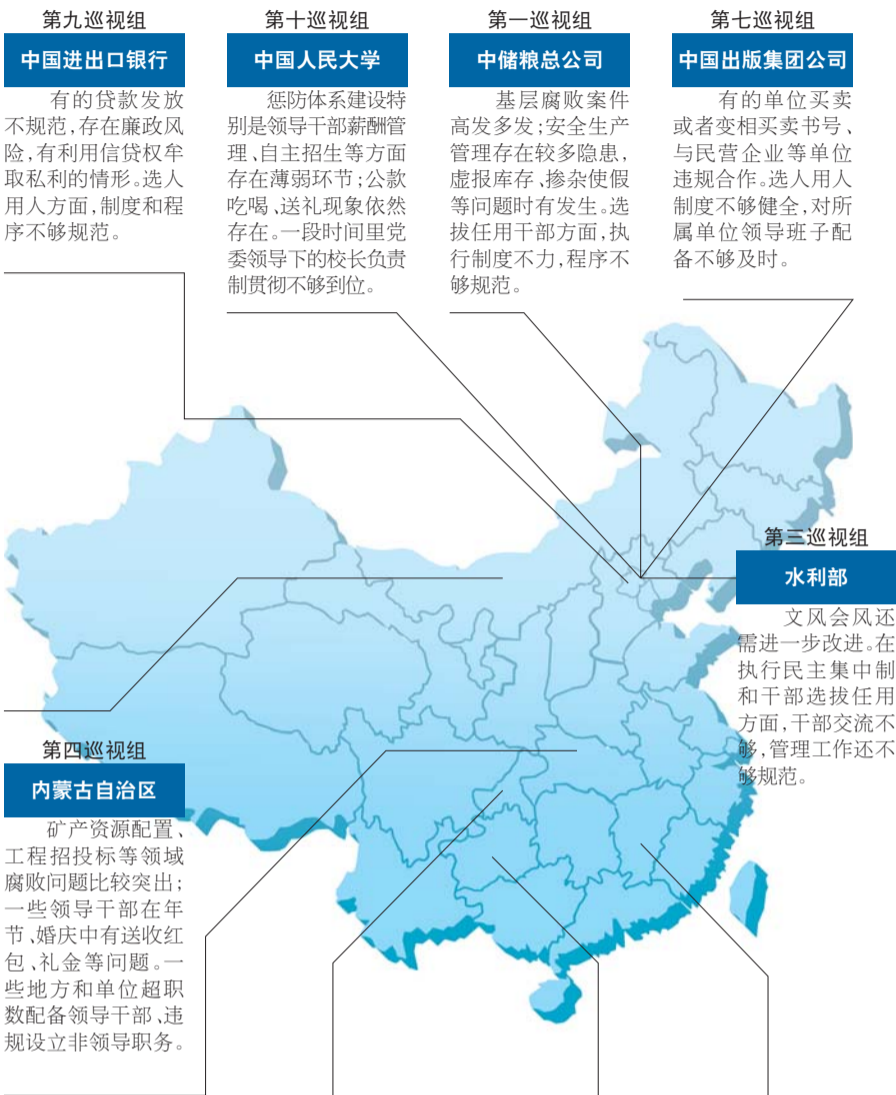 第九巡视组
中国进出口银行
有的贷款发放
不规范,存在廉政风
险,有利用信贷权牟
取私利的情形。选人
用人方面,制度和程
序不够规范。
第十巡视组
中国人民大学
惩防体系建设特
别是领导干部薪酬管
理、自主招生等方面
存在薄弱环节;公款
吃喝、送礼现象依然
存在。一段时间里党
委领导下的校长负责
制贯彻不够到位。
第一巡视组
中储粮总公司
基层腐败案件
高发多发;安全生产
管理存在较多隐患,
虚报库存、掺杂使假
等问题时有发生。选
拔任用干部方面,执
行制度不力,程序不
够规范。
第七巡视组
中国出版集团公司
有的单位买卖
或者变相买卖书号、
与民营企业等单位
违规合作。选人用人
制度不够健全,对所
属单位领导班子配
备不够及时。
第三巡视组
水利部
文风会风还
需进一步改进。在
执行民主集中制
和干部选拔任用
方面,干部交流不
够,管理工作还不
够规范。
第四巡视组
内蒙古自治区
矿产资源配置、
工程招投标等领域
腐败问题比较突出;
一些领导干部在年
节、婚庆中有送收红
包、礼金等问题。一
些地方和单位超职
数配备领导干部、违
规设立非领导职务。